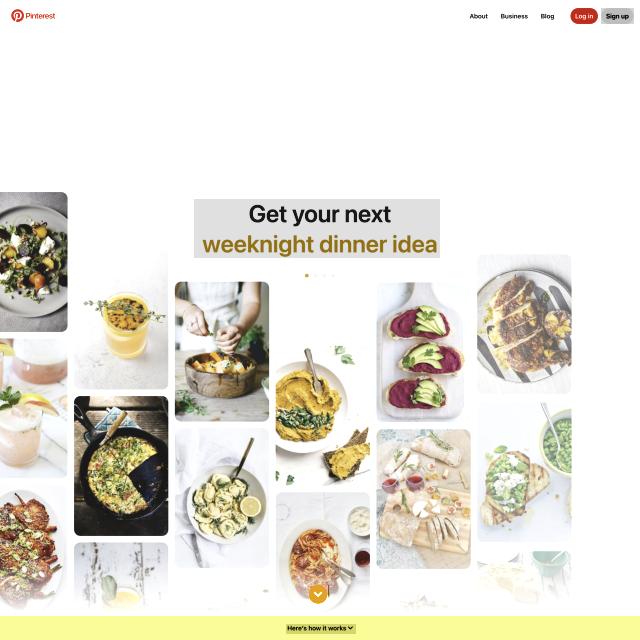 Pinterest
About
Business
Blog
Log in
Sign up
Get your next
weeknight dinner idea
Here's how it works